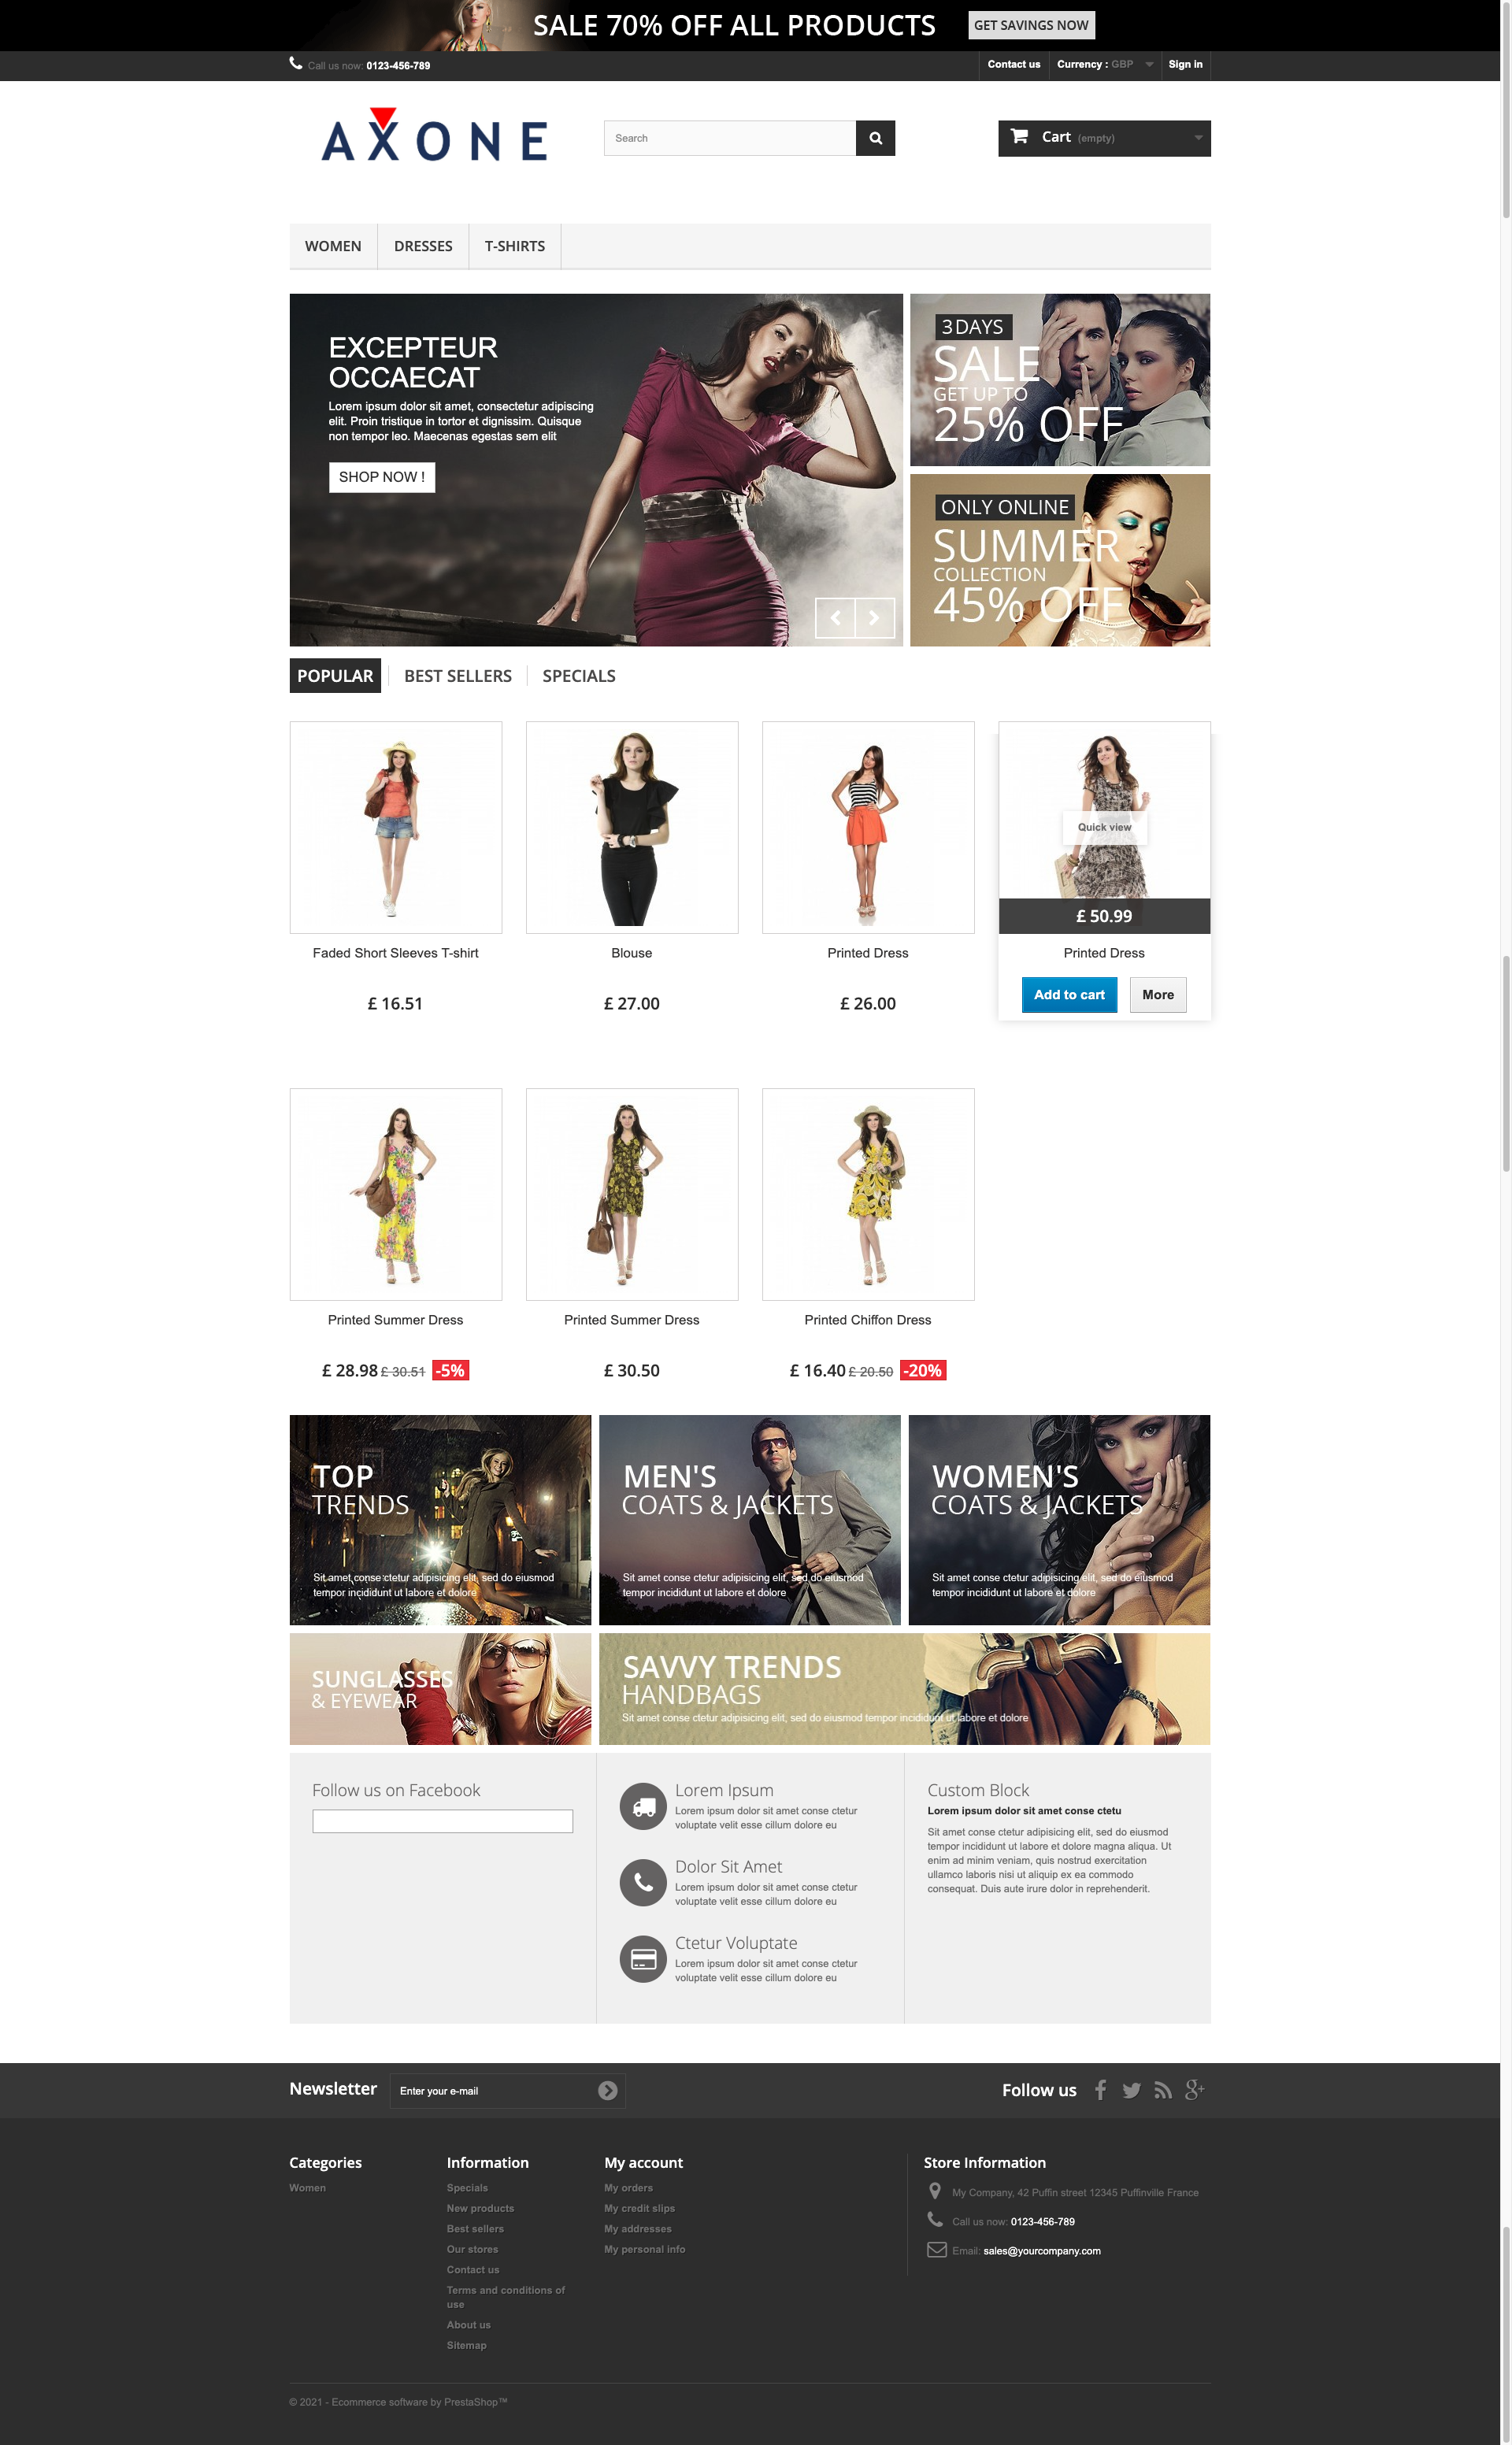 SALE 70% OFF ALL PRODUCTS GET SAVINGS NOW
Call us now: 0123-456-789 Contact us Currency : GBP Sign in
AXONE
Search
Cart (empty)
WOMEN DRESSES T-SHIRTS
EXCEPTEUR
OCCAECAT
Lorem ipsum dolor sit amet, consectetur adipiscing
elit. Proin tristique in tortor et dignissim. Quisque
non tempor leo. Maecenas egestas sem elit
SHOP NOW !
3 DAYS
SALE
GET UP TO
25% OFF
ONLY ONLINE
SUMMER
COLLECTION
45% OFF
POPULAR BEST SELLERS SPECIALS
Faded Short Sleeves T-shirt
£ 16.51
Blouse
£ 27.00
Printed Dress
£ 26.00
Quick view
£ 50.99
Printed Dress
Add to cart More
Printed Summer Dress
£ 28.98 £ 30.51 -5%
Printed Summer Dress
£ 30.50
Printed Chiffon Dress
£ 16.40 £ 20.50 -20%
TOP
TRENDS
Sit amet conse ctetur adipisicing elit, sed do eiusmod
tempor incididunt ut labore et dolore
MEN'S
COATS & JACKETS
Sit amet conse ctetur adipisicing elit, sed do eiusmod
tempor incididunt ut labore et dolore
WOMEN'S
COATS & JACKETS
Sit amet conse ctetur adipisicing elit, sed do eiusmod
tempor incididunt ut labore et dolore
SUNGLASSES
& EYEWEAR
SAVVY TRENDS
HANDBAGS
Sit amet conse ctetur adipisicing elit, sed do eiusmod tempor incididunt ut labore et dolore
Follow us on Facebook
Lorem Ipsum
Lorem ipsum dolor sit amet conse ctetur
voluptate velit esse cillum dolore eu
Dolor Sit Amet
Lorem ipsum dolor sit amet conse ctetur
voluptate velit esse cillum dolore eu
Ctetur Voluptate
Lorem ipsum dolor sit amet conse ctetur
voluptate velit esse cillum dolore eu
Custom Block
Lorem ipsum dolor sit amet conse ctetu
Sit amet conse ctetur adipisicing elit, sed do eiusmod
tempor incididunt ut labore et dolore magna aliqua. Ut
enim ad minim veniam, quis nostrud exercitation
ullamco laboris nisi ut aliquip ex ea commodo
consequat. Duis aute irure dolor in reprehenderit.
Newsletter Enter your e-mail
Follow us
Categories
Women
Information
Specials
New products
Best sellers
Our stores
Contact us
Terms and conditions of
use
About us
Sitemap
My account
My orders
My credit slips
My addresses
My personal info
Store Information
My Company, 42 Puffin street 12345 Puffinville France
Call us now: 0123-456-789
Email: sales@yourcompany.com
© 2021 - Ecommerce software by PrestaShop™